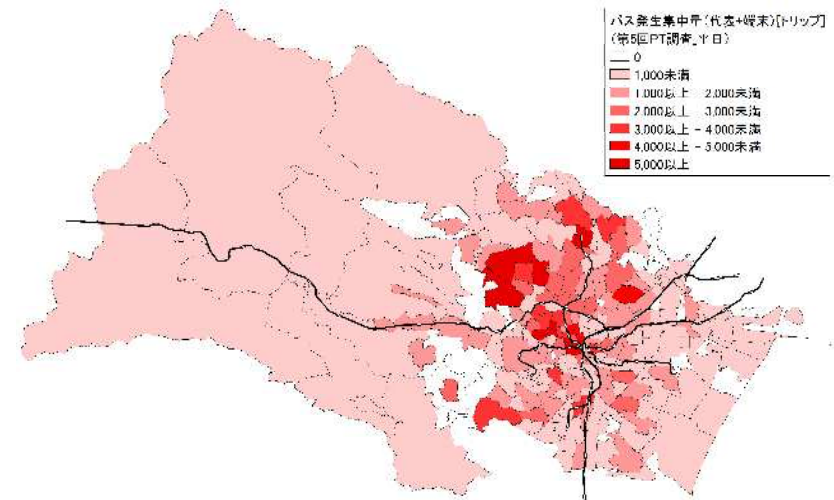 バス発生集中量(代表+端末)[トリップ]
(第5回PT調査_平日)
0
1,000未満
1,000以上 - 2,000未満
2,000以上 - 3,000未満
3,000以上 - 4,000未満
4,000以上 - 5,000未満
5,000以上